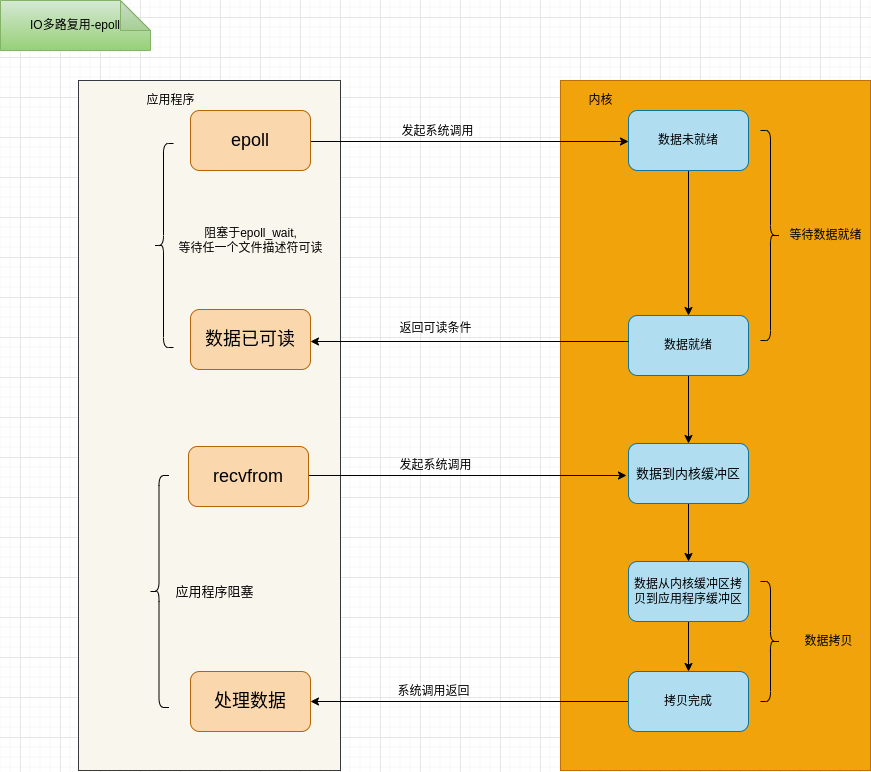 IO多路复用-epoll
应用程序
内核
epoll
发起系统调用
数据未就绪
阻塞于epoll_wait,
等待任一个文件描述符可读
等待数据就绪
数据已可读
返回可读条件
数据就绪
recvfrom
发起系统调用
数据到内核缓冲区
应用程序阻塞
数据从内核缓冲区拷
贝到应用程序缓冲区
数据拷贝
处理数据
系统调用返回
拷贝完成